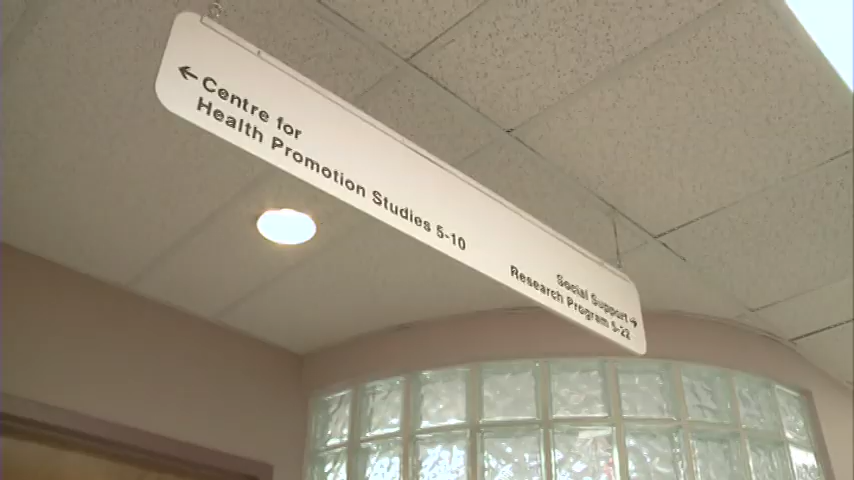 ← Centre for
Health Promotion Studies 5-10
Social Support →
Research Program 5-22